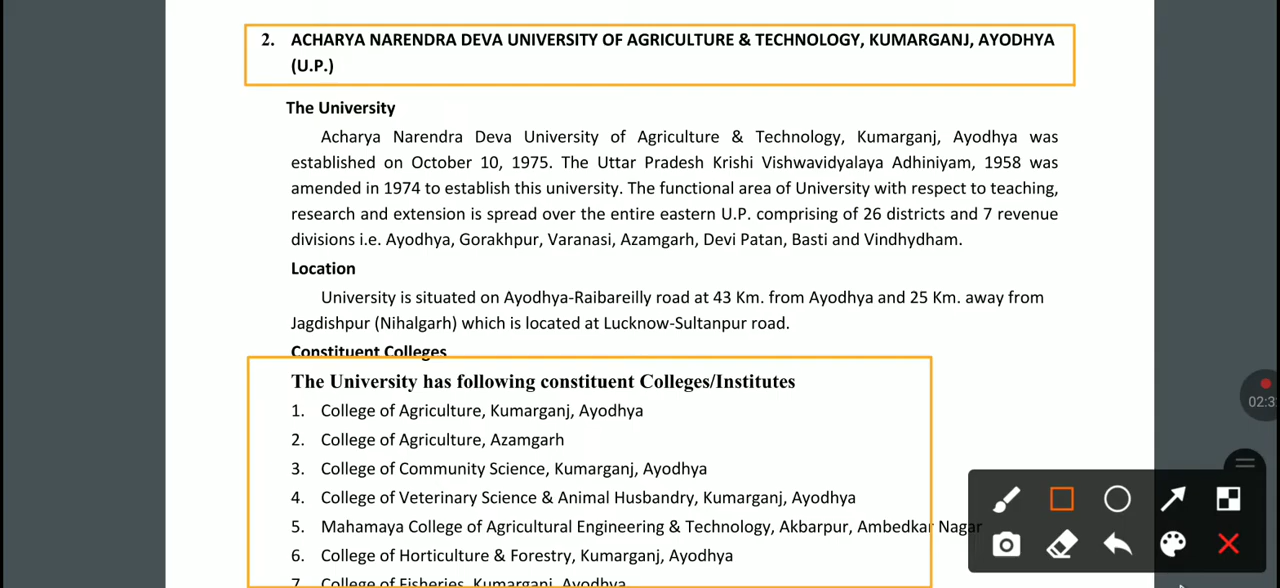 2. ACHARYA NARENDRA DEVA UNIVERSITY OF AGRICULTURE & TECHNOLOGY, KUMARGANJ, AYODHYA
(U.P.)
The University
Acharya Narendra Deva University of Agriculture & Technology, Kumarganj, Ayodhya was
established on October 10, 1975. The Uttar Pradesh Krishi Vishwavidyalaya Adhiniyam, 1958 was
amended in 1974 to establish this university. The functional area of University with respect to teaching,
research and extension is spread over the entire eastern U.P. comprising of 26 districts and 7 revenue
divisions i.e. Ayodhya, Gorakhpur, Varanasi, Azamgarh, Devi Patan, Basti and Vindhydham.
Location
University is situated on Ayodhya-Raibareilly road at 43 Km. from Ayodhya and 25 Km. away from
Jagdishpur (Nihalgarh) which is located at Lucknow-Sultanpur road.
Constituent Colleges
The University has following constituent Colleges/Institutes
1. College of Agriculture, Kumarganj, Ayodhya
2. College of Agriculture, Azamgarh
3. College of Community Science, Kumarganj, Ayodhya
4. College of Veterinary Science & Animal Husbandry, Kumarganj, Ayodhya
5. Mahamaya College of Agricultural Engineering & Technology, Akbarpur, Ambedkar Nagar
6. College of Horticulture & Forestry, Kumarganj, Ayodhya
7. College of Fisheries, Kumarganj, Ayodhya